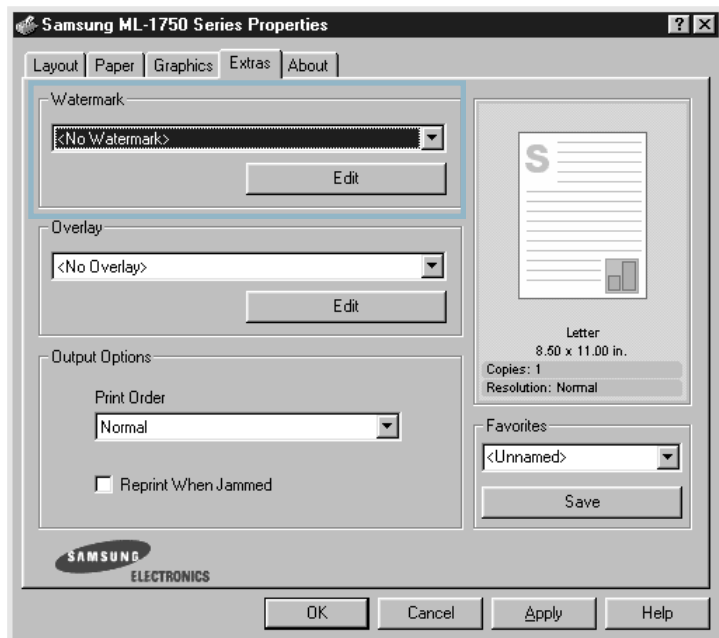 Samsung ML-1750 Series Properties
Layout Paper Graphics Extras About
Watermark
<No Watermark>
Edit
Overlay
<No Overlay>
Edit
Output Options
Print Order
Normal
Reprint When Jammed
SAMSUNG
ELECTRONICS
S
Letter
8.50 x 11.00 in.
Copies: 1
Resolution: Normal
Favorites
<Unnamed>
Save
OK Cancel Apply Help